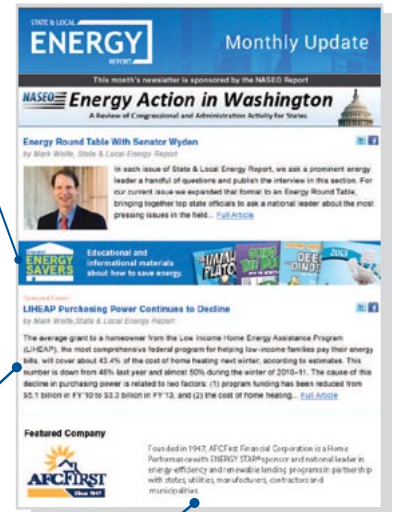 STATE & LOCAL
ENERGY
REPORT
Monthly Update
This month's newsletter is sponsored by the NASEO Report
NASEO Energy Action in Washington
A Review of Congressional and Administration Activity for States
Energy Round Table With Senator Wyden
by Mark Wolfe, State & Local Energy Report
In each issue of State & Local Energy Report, we ask a prominent energy
leader a handful of questions and publish the interview in this section. For
our current issue we expanded that format to an Energy Round Table,
bringing together top state officials to ask a national leader about the most
pressing issues in the field... Full Article
ENERGY
SAVERS
Educational and
informational materials
about how to save energy.
LIHEAP Purchasing Power Continues to Decline
by Mark Wolfe, State & Local Energy Report
The average grant to a homeowner from the Low Income Home Energy Assistance Program
(LIHEAP), the most comprehensive federal program for helping low-income families pay their energy
bills, will cover about 43.4% of the cost of home heating next winter, according to estimates. This
number is down from 46% last year and almost 50% during the winter of 2010-11. The cause of this
decline in purchasing power is related to two factors: (1) program funding has been reduced from
$5.1 billion in FY'10 to $3.3 billion in FY'13, and (2) the cost of home heating... Full Article
Featured Company
AFCFIRST
Since 1947
Founded in 1947, AFC First Financial Corporation is a Home
Performance with ENERGY STAR® sponsor and national leader in
energy-efficiency and renewable lending programs in partnership
with states, utilities, manufacturers, contractors and
municipalities.